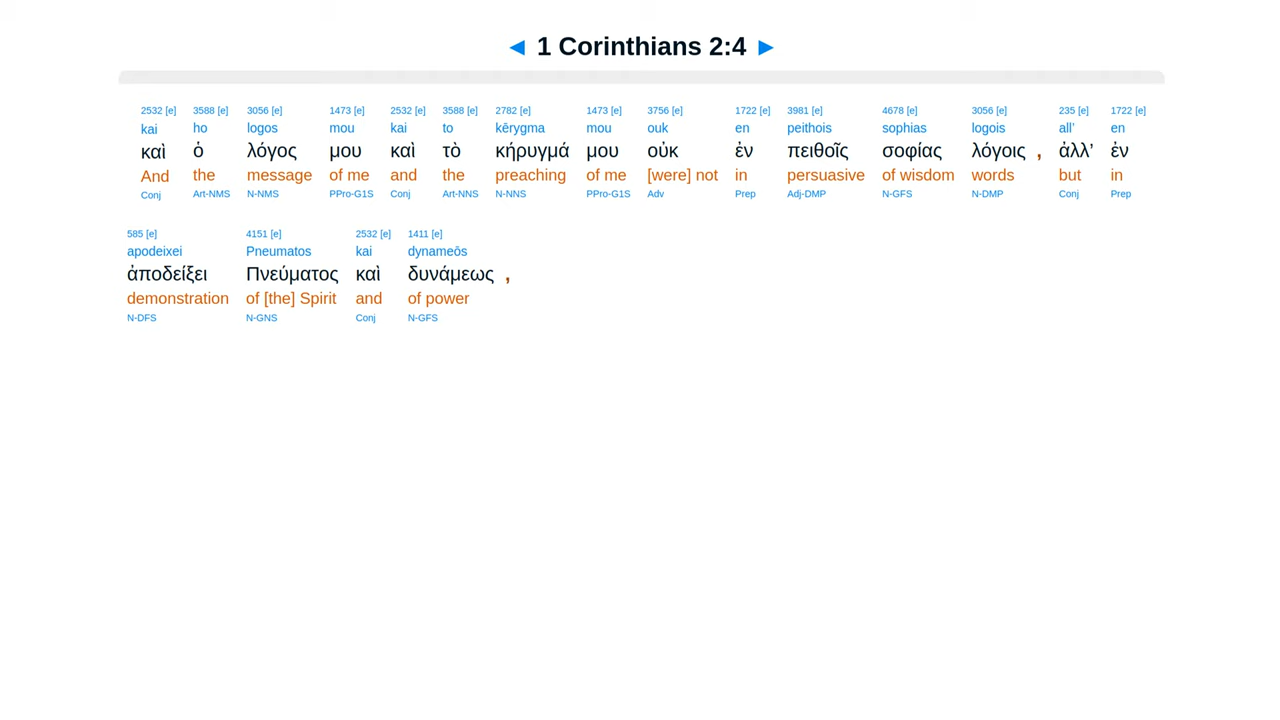 ◄ 1 Corinthians 2:4 ►
2532 [e] 3588 [e] 3056 [e] 1473 [e] 2532 [e] 3588 [e] 2782 [e] 1473 [e] 3756 [e] 1722 [e] 3981 [e] 4678 [e] 3056 [e] 235 [e] 1722 [e]
kai ho logos mou kai to kērygma mou ouk en peithois sophias logois all’ en
καὶ ὁ λόγος μου καὶ τὸ κήρυγμά μου οὐκ ἐν πειθοῖς σοφίας λόγοις , ἀλλ’ ἐν
And the message of me and the preaching of me [were] not in persuasive of wisdom words but in
Conj Art-NMS N-NMS PPro-G1S Conj Art-NNS N-NNS PPro-G1S Adv Prep Adj-DMP N-GFS N-DMP Conj Prep
585 [e] 4151 [e] 2532 [e] 1411 [e]
apodeixei Pneumatos kai dynameōs
ἀποδείξει Πνεύματος καὶ δυνάμεως ,
demonstration of [the] Spirit and of power
N-DFS N-GNS Conj N-GFS